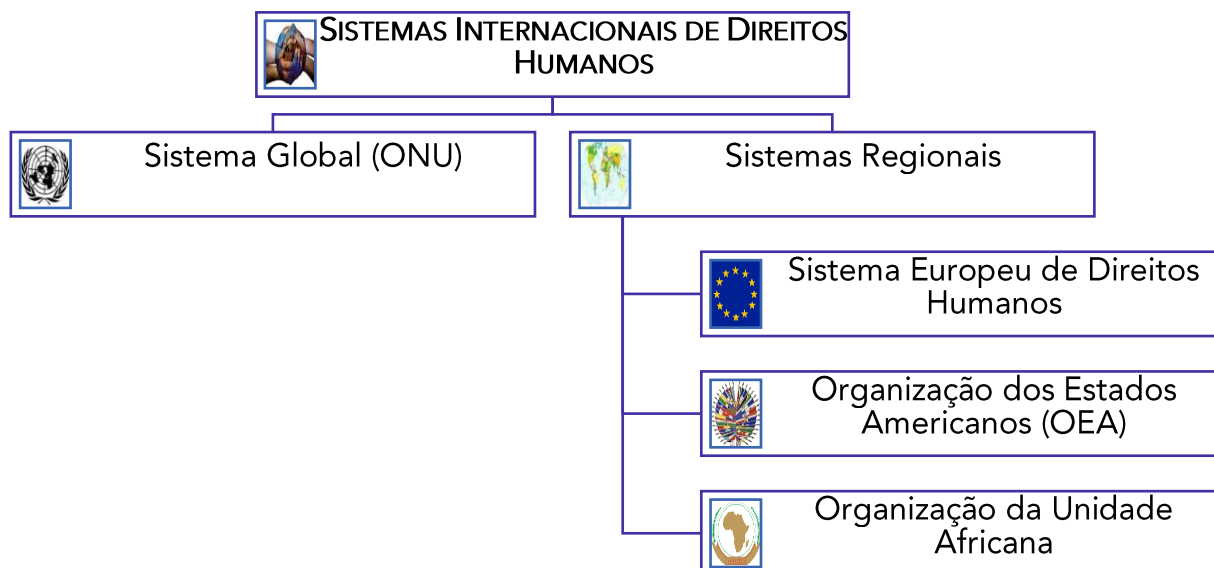 SISTEMAS INTERNACIONAIS DE DIREITOS
HUMANOS
Sistema Global (ONU)
Sistemas Regionais
Sistema Europeu de Direitos
Humanos
Organização dos Estados
Americanos (OEA)
Organização da Unidade
Africana